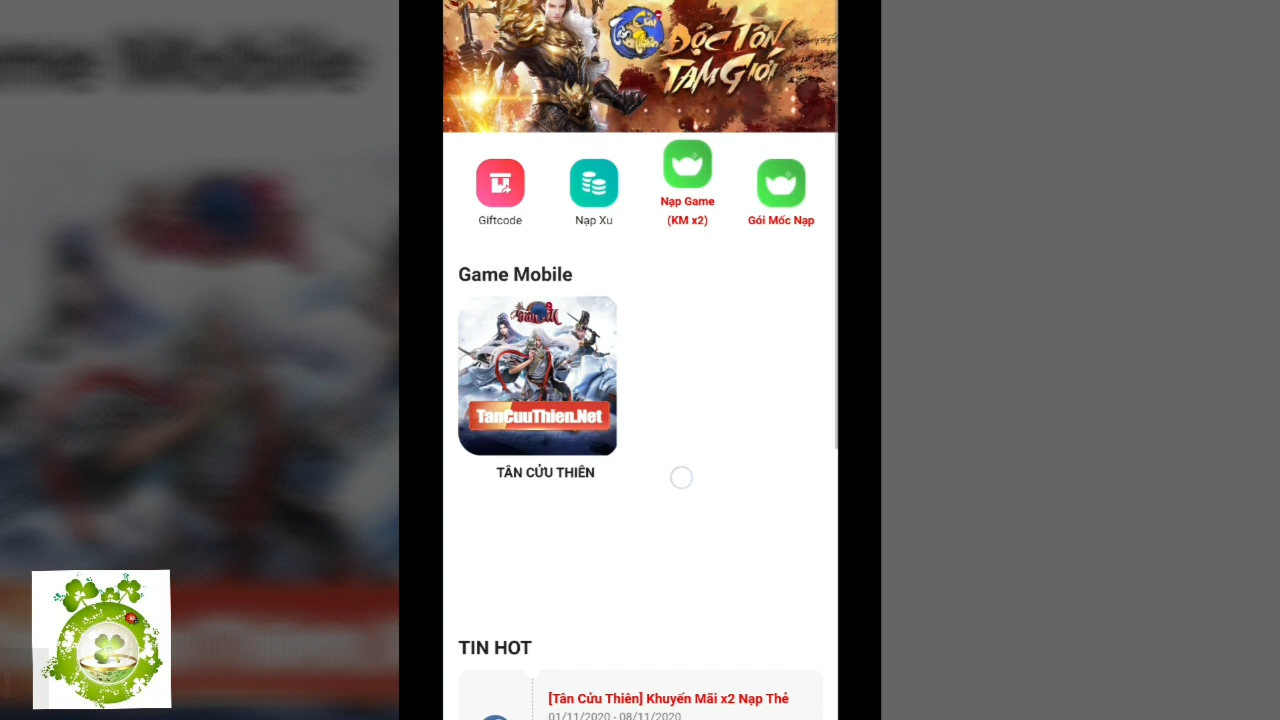 ĐỘC TÔN
TAM GIỚI
Giftcode
Nạp Xu
Nạp Game
(KM x2)
Gói Mốc Nạp
Game Mobile
TanCuuThien.Net
TÂN CỬU THIÊN
TIN HOT
[Tân Cửu Thiên] Khuyến Mãi x2 Nạp Thẻ
01/11/2020 - 08/11/2020